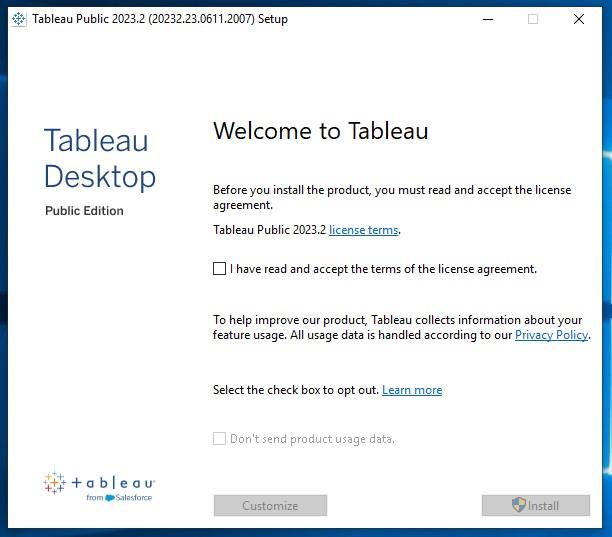 Tableau Public 2023.2 (20232.23.0611.2007) Setup
Tableau
Desktop
Public Edition
Welcome to Tableau
Before you install the product, you must read and accept the license
agreement.
Tableau Public 2023.2 license terms.
I have read and accept the terms of the license agreement.
To help improve our product, Tableau collects information about your
feature usage. All usage data is handled according to our Privacy Policy.
Select the check box to opt out. Learn more
Don't send product usage data.
+ableau
from Salesforce
Customize
Install